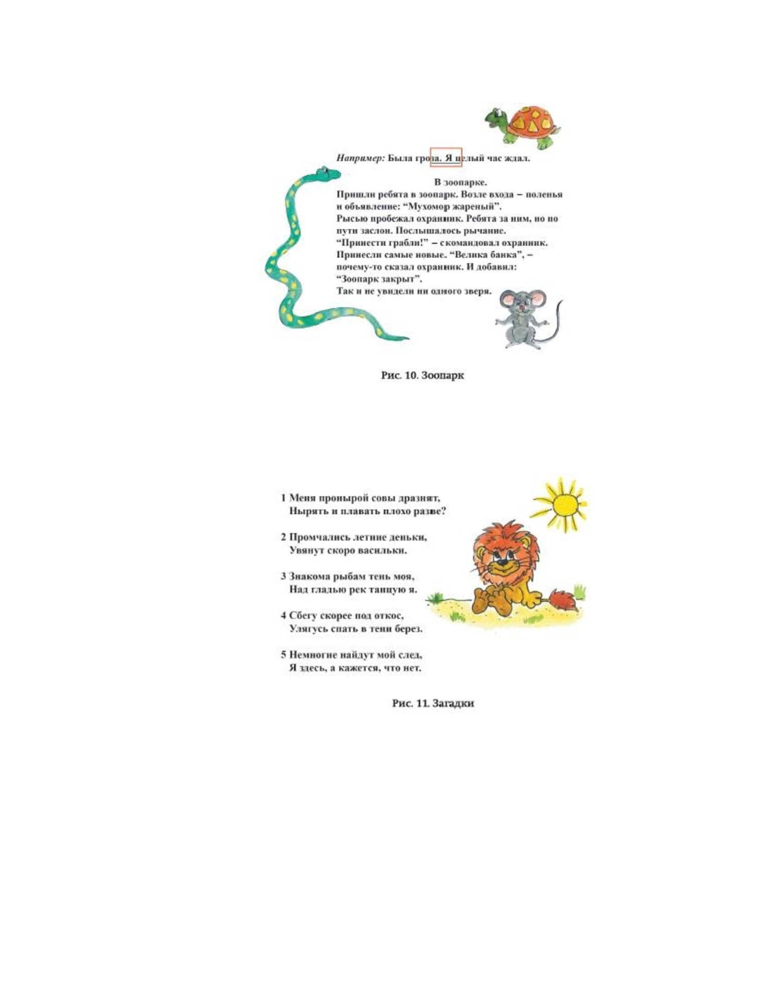 Например: Была гроза. Я целый час ждал.
В зоопарке.
Пришли ребята в зоопарк. Возле входа – поленья
и объявление: “Мухомор жареный”.
Рысью пробежал охранник. Ребята за ним, но по
пути заслон. Послышалось рычание.
“Принести грабли!” – скомандовал охранник.
Принесли самые новые. “Велика банка”, –
почему-то сказал охранник. И добавил:
“Зоопарк закрыт”.
Так и не увидели ни одного зверя.
Рис. 10. Зоопарк
1 Меня пронырой совы дразнят,
Нырять и плавать плохо разве?
2 Промчались летние деньки,
Увянут скоро васильки.
3 Знакома рыбам тень моя,
Над гладью рек танцую я.
4 Сбегу скорее под откос,
Улягусь спать в тени берез.
5 Немногие найдут мой след,
Я здесь, а кажется, что нет.
Рис. 11. Загадки